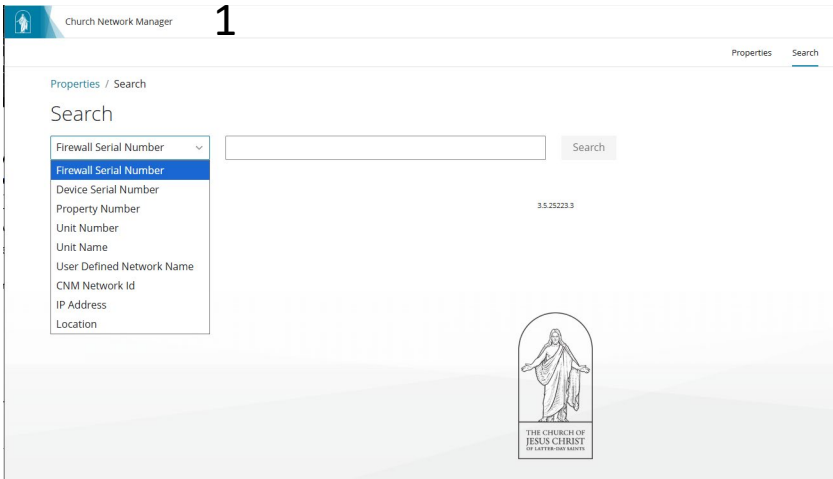 Church Network Manager
1
Properties Search
Properties / Search
Search
Firewall Serial Number
Search
Firewall Serial Number
Device Serial Number
Property Number
Unit Number
Unit Name
User Defined Network Name
CNM Network Id
IP Address
Location
3.5.25223.3
THE CHURCH OF
JESUS CHRIST
OF LATTER-DAY SAINTS